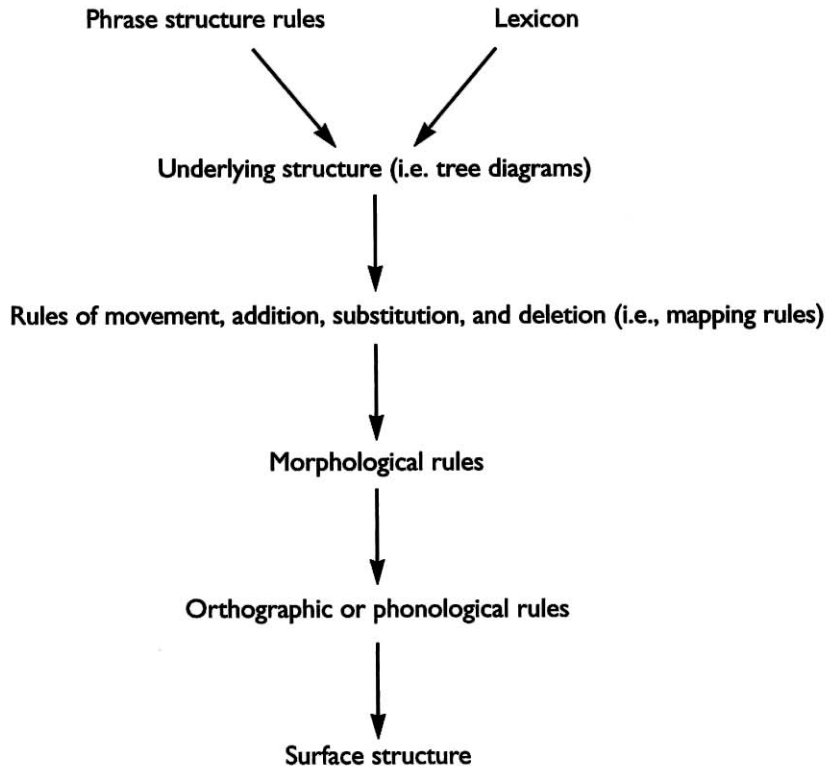 Phrase structure rules
Lexicon
Underlying structure (i.e. tree diagrams)
Rules of movement, addition, substitution, and deletion (i.e., mapping rules)
Morphological rules
Orthographic or phonological rules
Surface structure